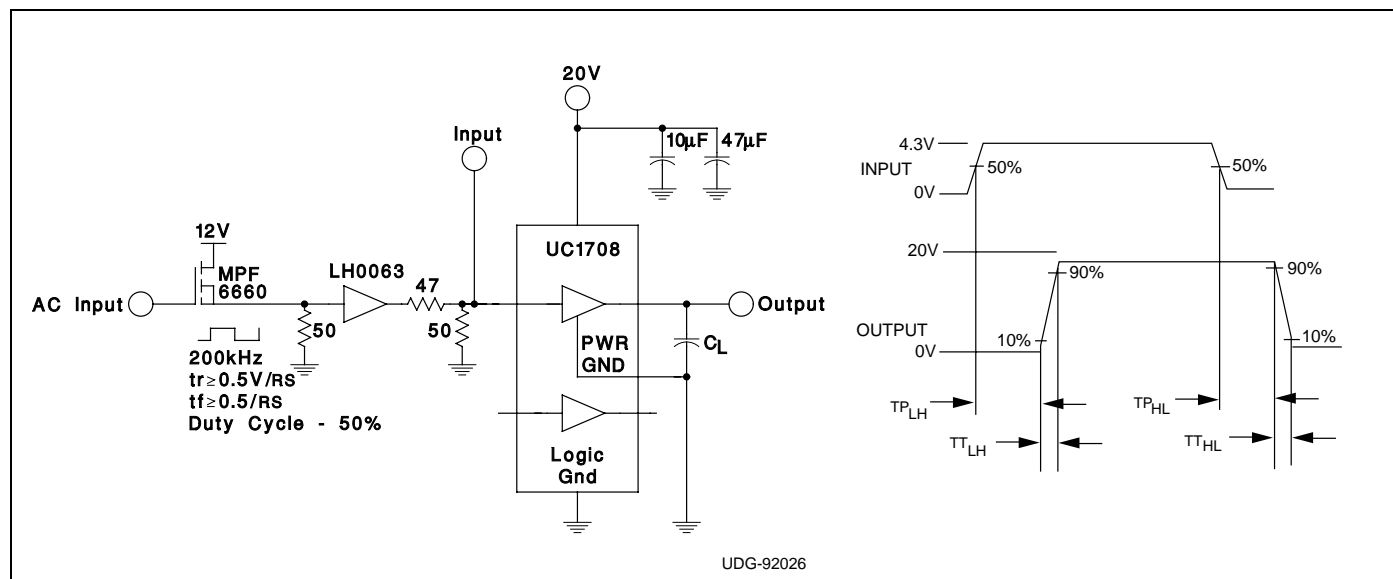 20V
Input
10μF
47μF
12V
MPF
6660
LH0063
47
UC1708
AC Input
50
50
Output
PWR
GND
CL
200kHz
tr≥0.5V/RS
tf≥0.5/RS
Duty Cycle - 50%
Logic
Gnd
4.3V
INPUT
0V
50%
50%
20V
90%
90%
OUTPUT
0V
10%
10%
TPLH
TPHL
TTLH
TTHL
UDG-92026